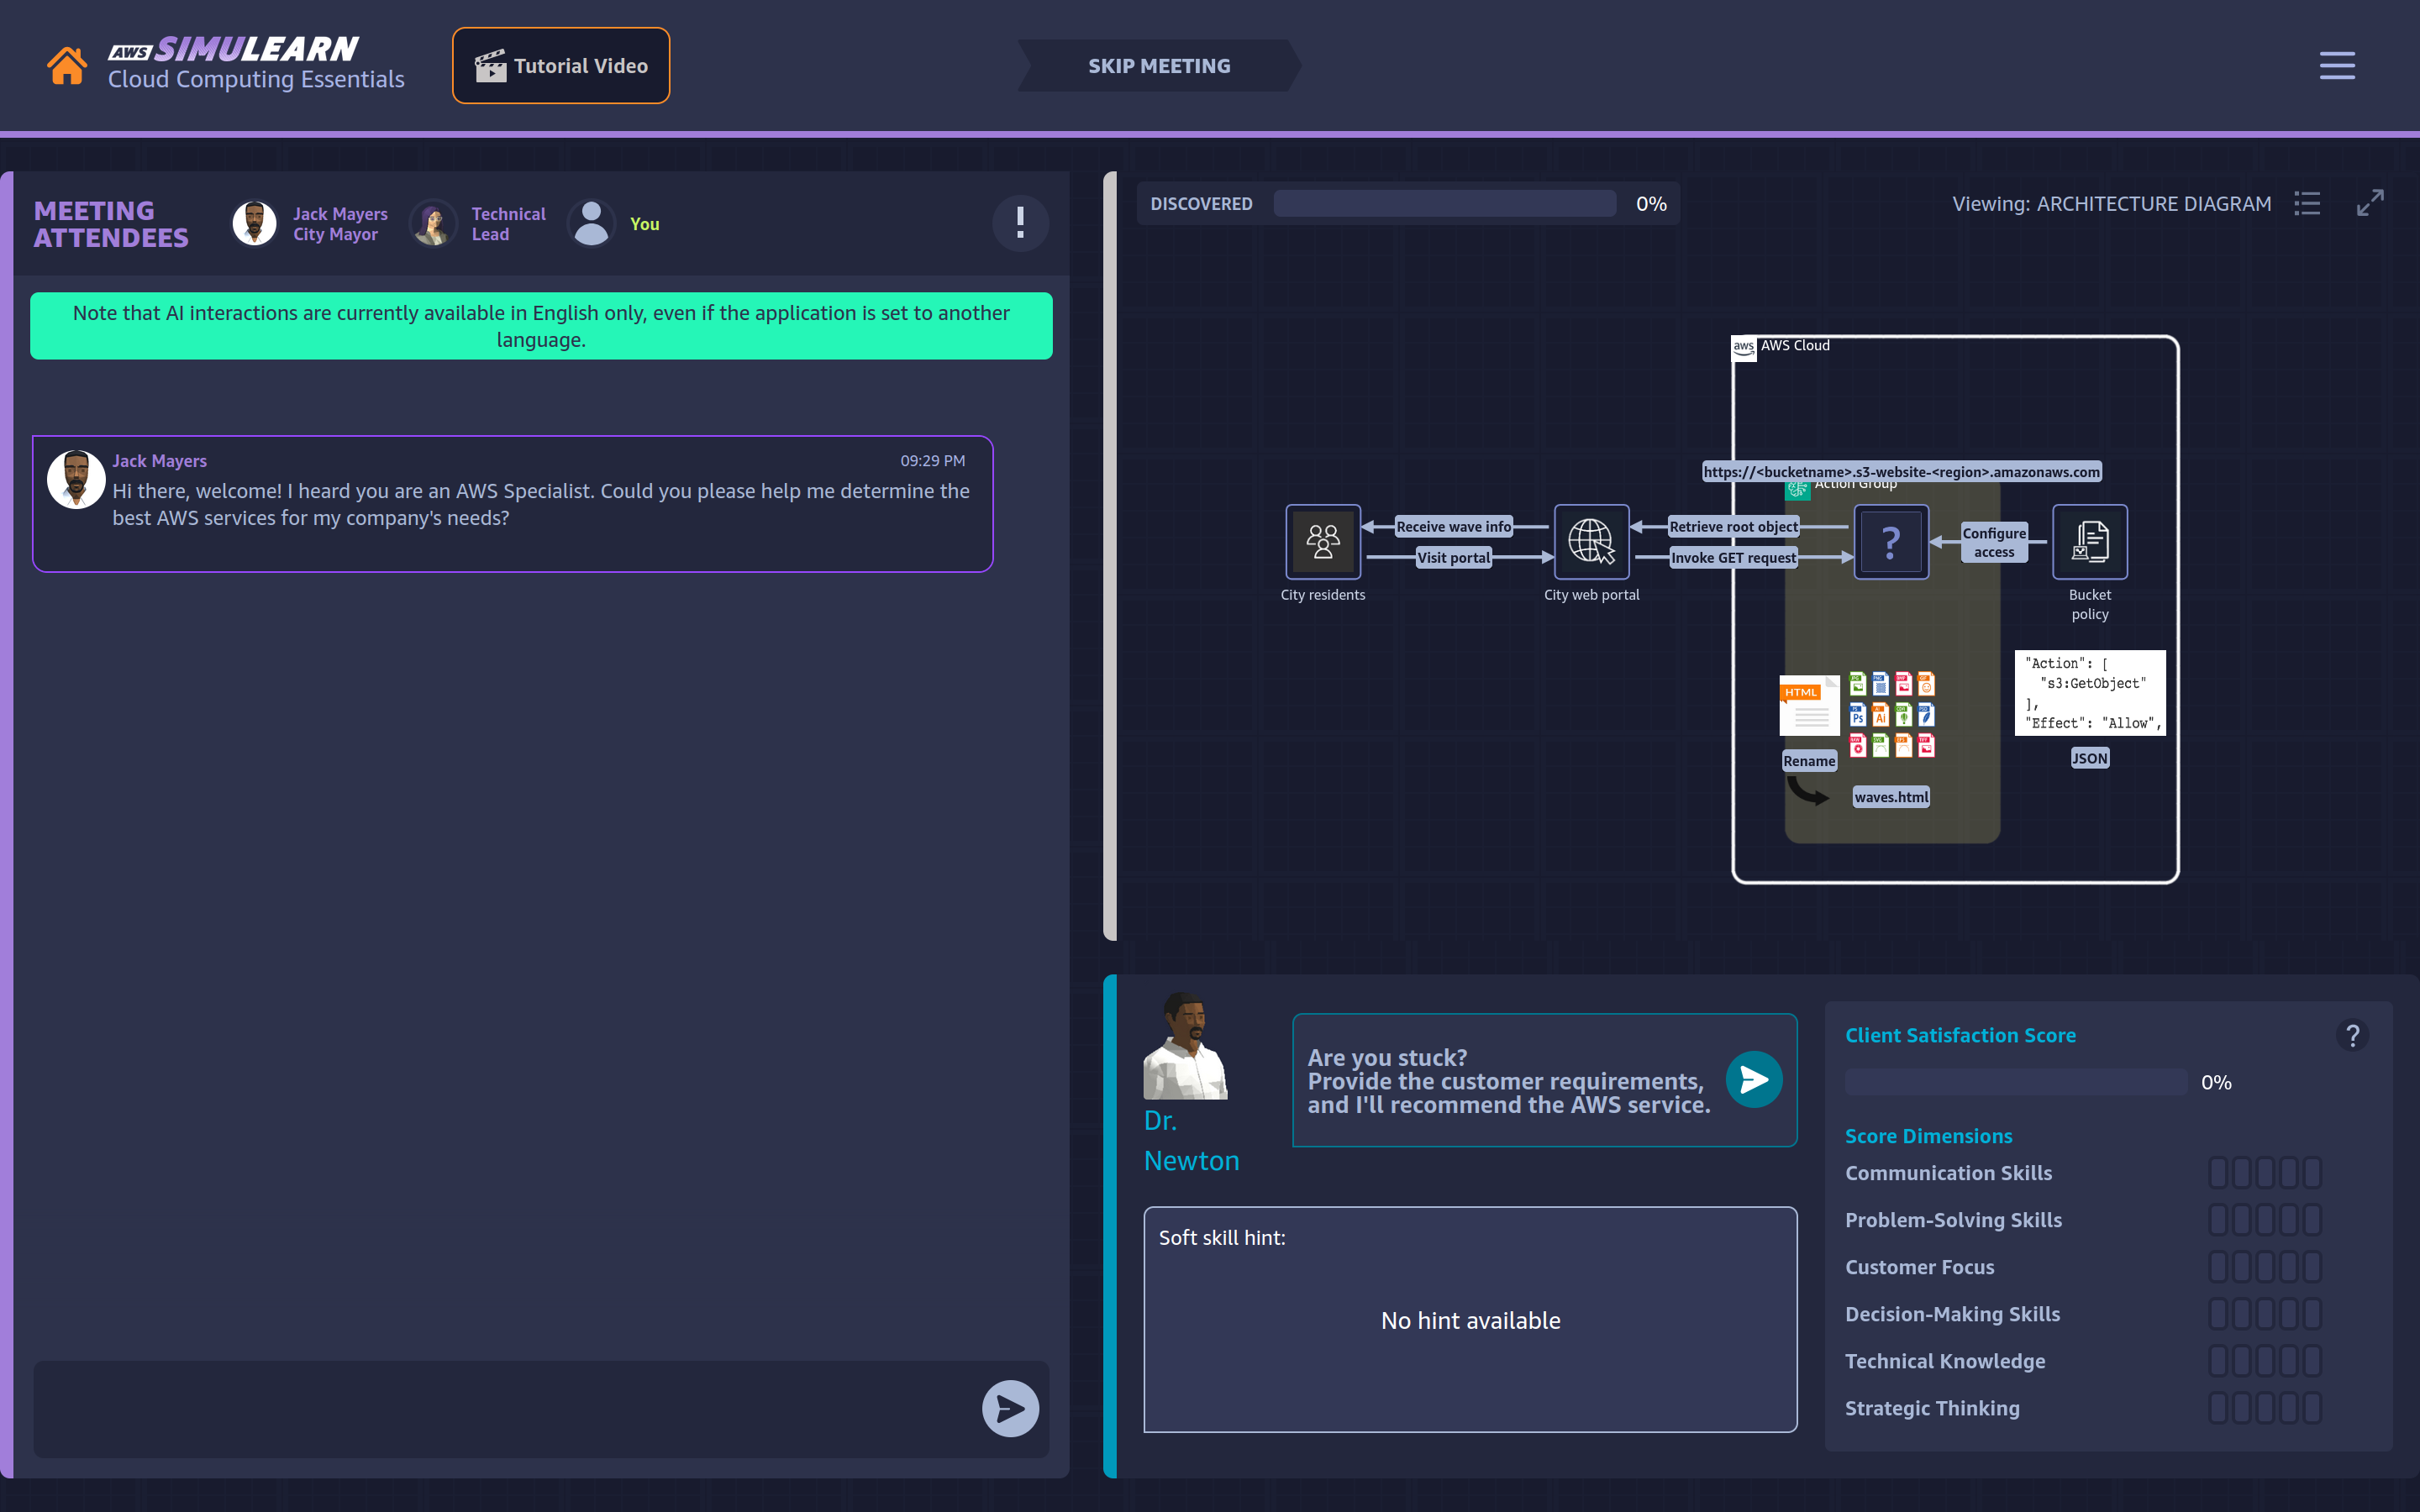 aws SIMULEARN
Cloud Computing Essentials
Tutorial Video
SKIP MEETING
MEETING
ATTENDEES
Jack Mayers
City Mayor
Technical
Lead
You
!
Note that AI interactions are currently available in English only, even if the application is set to another
language.
Jack Mayers
09:29 PM
Hi there, welcome! I heard you are an AWS Specialist. Could you please help me determine the
best AWS services for my company's needs?
DISCOVERED
0%
Viewing: ARCHITECTURE DIAGRAM
aws
AWS Cloud
https://<bucketname>.s3-website-<region>.amazonaws.com
Action Group
Receive wave info
Visit portal
Retrieve root object
Invoke GET request
?
Configure
access
City residents
City web portal
Bucket
policy
HTML
Ps
Ai
Rename
waves.html
"Action": [
"s3:GetObject"
],
"Effect": "Allow",
JSON
Dr.
Newton
Are you stuck?
Provide the customer requirements,
and I'll recommend the AWS service.
Soft skill hint:
No hint available
Client Satisfaction Score
?
0%
Score Dimensions
Communication Skills
Problem-Solving Skills
Customer Focus
Decision-Making Skills
Technical Knowledge
Strategic Thinking